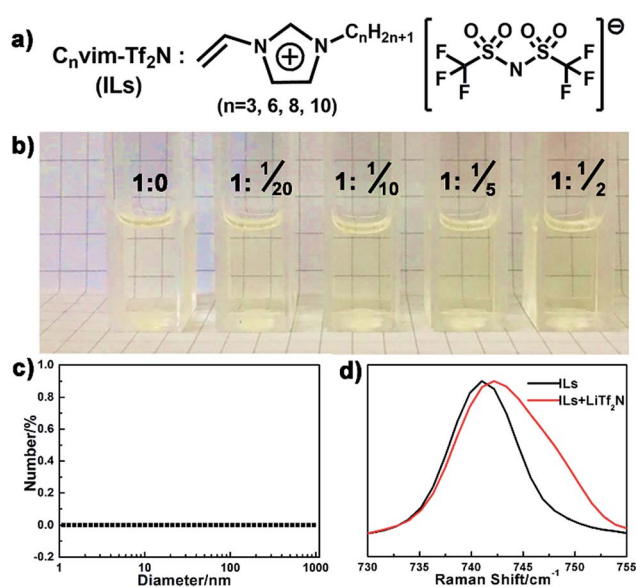 a)
CₙVim-Tf₂N :
(ILs)
N
N
CₙH₂ₙ₊₁
(n=3, 6, 8, 10)
O O O O
S S
F F
F N F
F F
⊖
b)
1:0
1: 1/20
1: 1/10
1: 1/5
1: 1/2
c)
Number/%
1.0
0.8
0.6
0.4
0.2
0.0
-0.2
1 10 100 1000
Diameter/nm
d)
ILs
ILs+LiTf₂N
730 735 740 745 750 755
Raman Shift/cm⁻¹